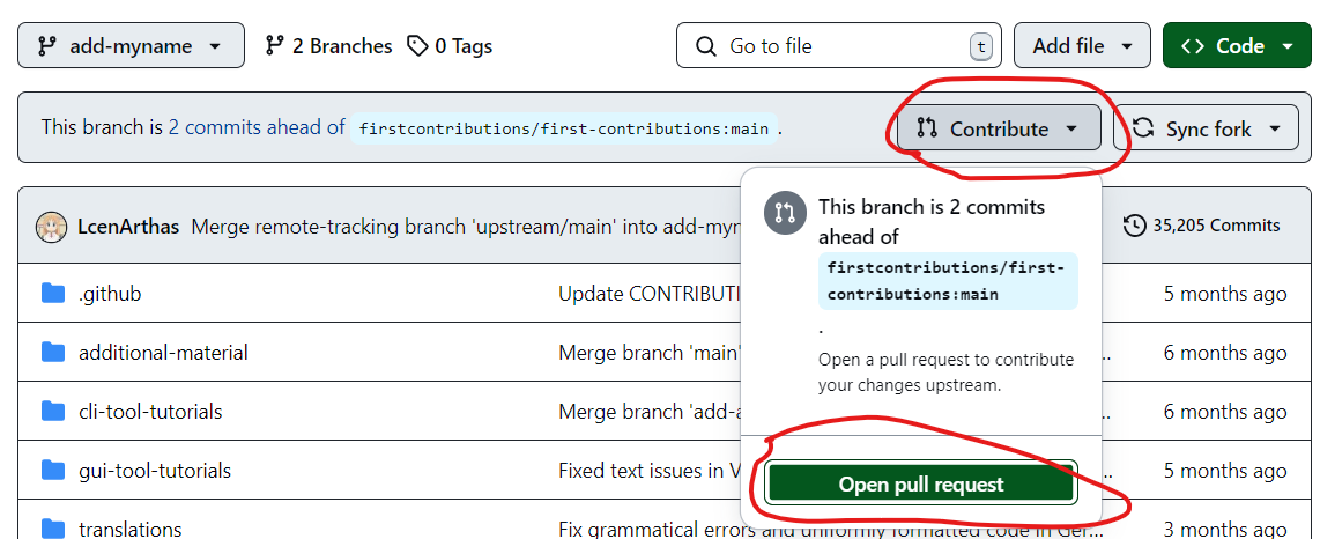 add-myname 2 Branches 0 Tags Go to file t Add file Code
This branch is 2 commits ahead of firstcontributions/first-contributions:main . Contribute Sync fork
This branch is 2 commits
ahead of
firstcontributions/first-
contributions:main
.
Open a pull request to contribute
your changes upstream.
Open pull request
LcenArthas Merge remote-tracking branch 'upstream/main' into add-myn 35,205 Commits
.github Update CONTRIBUTI 5 months ago
additional-material Merge branch 'main' .. 6 months ago
cli-tool-tutorials Merge branch 'add-a .. 6 months ago
gui-tool-tutorials Fixed text issues in V .. 5 months ago
translations Fix grammatical errors and uniformly formatted code in Ger... 3 months ago